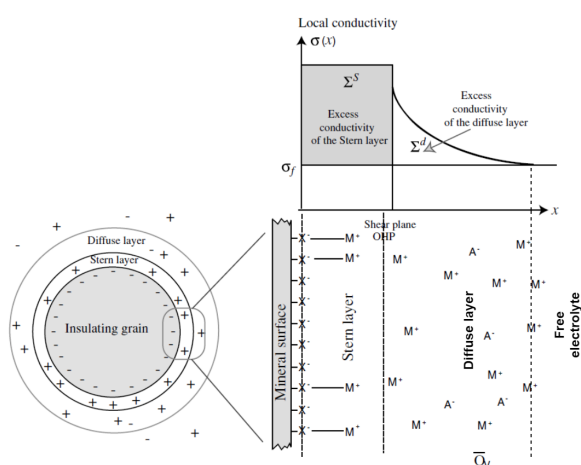 Local conductivity
σ(x)
Σ^S
Excess
conductivity
of the Stern layer
Excess
conductivity
of the diffuse layer
Σ^d
σ_f
x
Shear plane
OHP
Diffuse layer
Stern layer
Insulating grain
+ + + + + + + + + + + + + + + + + + + + + + + + + + + +
- - - - - - - - - - - - - - - - - - - - - - - -
Mineral surface
X⁻ M⁺
X⁻ M⁺
X⁻
X⁻
X⁻
X⁻
X⁻
X⁻ M⁺
X⁻
X⁻ M⁺
Stern layer
M⁺ A⁻ M⁺
M⁺ M⁺ M⁺
M⁺ A⁻ M⁺
M⁺ M⁺ M⁺
A⁻ A⁻
M⁺ M⁺
Diffuse layer
Free
electrolyte